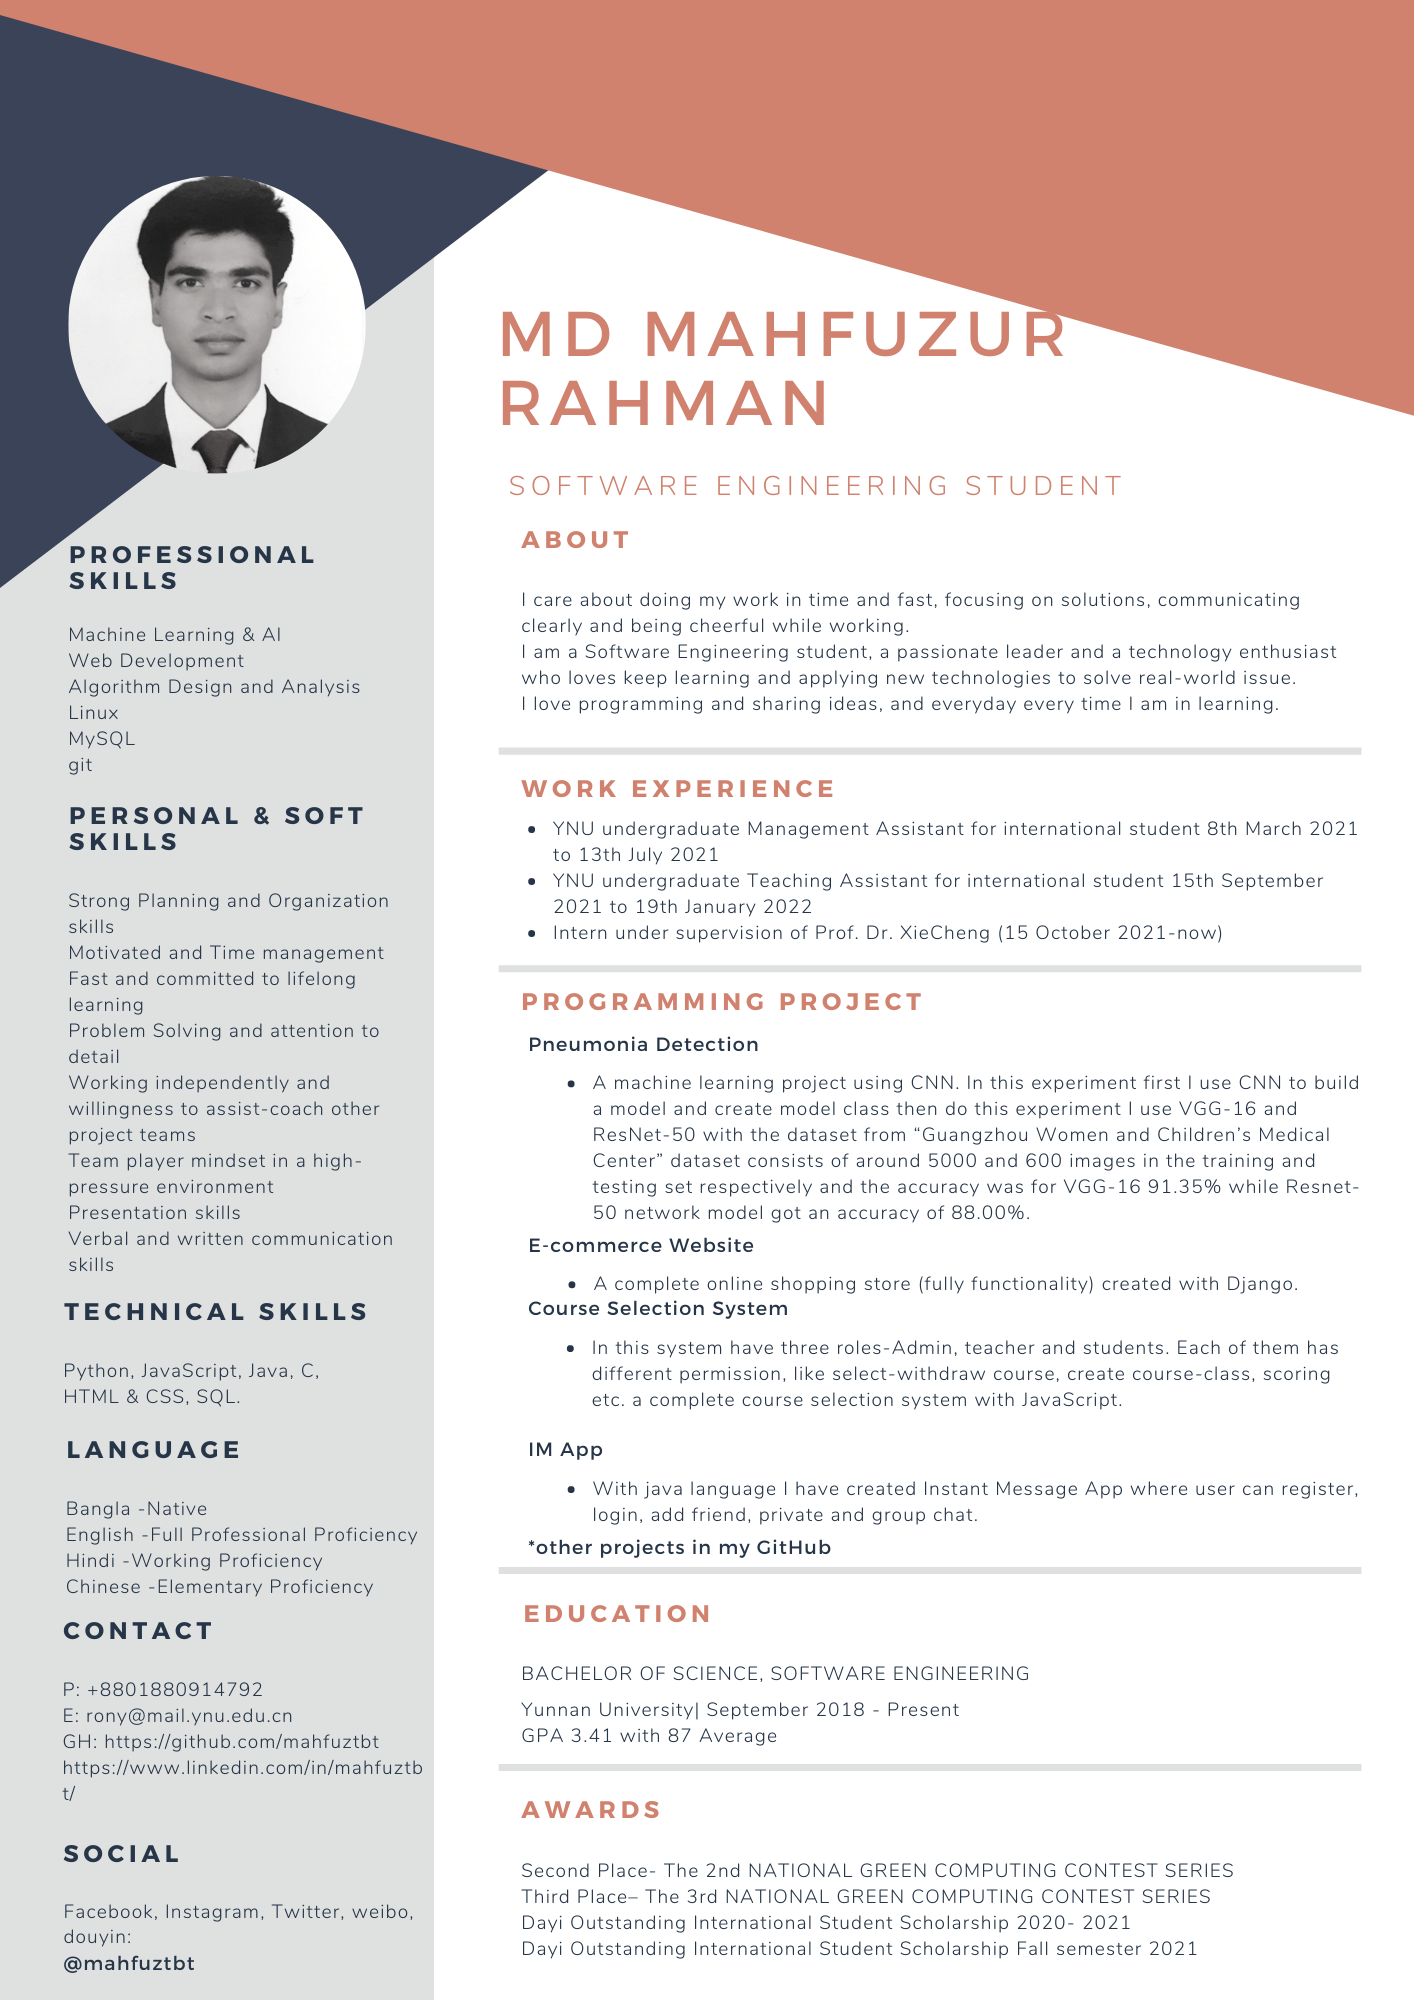 MD MAHFUZUR
RAHMAN
SOFTWARE ENGINEERING STUDENT
PROFESSIONAL
SKILLS
Machine Learning & AI
Web Development
Algorithm Design and Analysis
Linux
MySQL
git
PERSONAL & SOFT
SKILLS
Strong Planning and Organization
skills
Motivated and Time management
Fast and committed to lifelong
learning
Problem Solving and attention to
detail
Working independently and
willingness to assist-coach other
project teams
Team player mindset in a high-
pressure environment
Presentation skills
Verbal and written communication
skills
TECHNICAL SKILLS
Python, JavaScript, Java, C,
HTML & CSS, SQL.
LANGUAGE
Bangla -Native
English -Full Professional Proficiency
Hindi -Working Proficiency
Chinese -Elementary Proficiency
CONTACT
P: +8801880914792
E: rony@mail.ynu.edu.cn
GH: https://github.com/mahfuztbt
https://www.linkedin.com/in/mahfuztb
t/
SOCIAL
Facebook, Instagram, Twitter, weibo,
douyin:
@mahfuztbt
ABOUT
I care about doing my work in time and fast, focusing on solutions, communicating
clearly and being cheerful while working.
I am a Software Engineering student, a passionate leader and a technology enthusiast
who loves keep learning and applying new technologies to solve real-world issue.
I love programming and sharing ideas, and everyday every time I am in learning.
WORK EXPERIENCE
• YNU undergraduate Management Assistant for international student 8th March 2021
to 13th July 2021
• YNU undergraduate Teaching Assistant for international student 15th September
2021 to 19th January 2022
• Intern under supervision of Prof. Dr. XieCheng (15 October 2021-now)
PROGRAMMING PROJECT
Pneumonia Detection
• A machine learning project using CNN. In this experiment first I use CNN to build
a model and create model class then do this experiment I use VGG-16 and
ResNet-50 with the dataset from “Guangzhou Women and Children’s Medical
Center” dataset consists of around 5000 and 600 images in the training and
testing set respectively and the accuracy was for VGG-16 91.35% while Resnet-
50 network model got an accuracy of 88.00%.
E-commerce Website
• A complete online shopping store (fully functionality) created with Django.
Course Selection System
• In this system have three roles-Admin, teacher and students. Each of them has
different permission, like select-withdraw course, create course-class, scoring
etc. a complete course selection system with JavaScript.
IM App
• With java language I have created Instant Message App where user can register,
login, add friend, private and group chat.
*other projects in my GitHub
EDUCATION
BACHELOR OF SCIENCE, SOFTWARE ENGINEERING
Yunnan University| September 2018 - Present
GPA 3.41 with 87 Average
AWARDS
Second Place- The 2nd NATIONAL GREEN COMPUTING CONTEST SERIES
Third Place– The 3rd NATIONAL GREEN COMPUTING CONTEST SERIES
Dayi Outstanding International Student Scholarship 2020- 2021
Dayi Outstanding International Student Scholarship Fall semester 2021